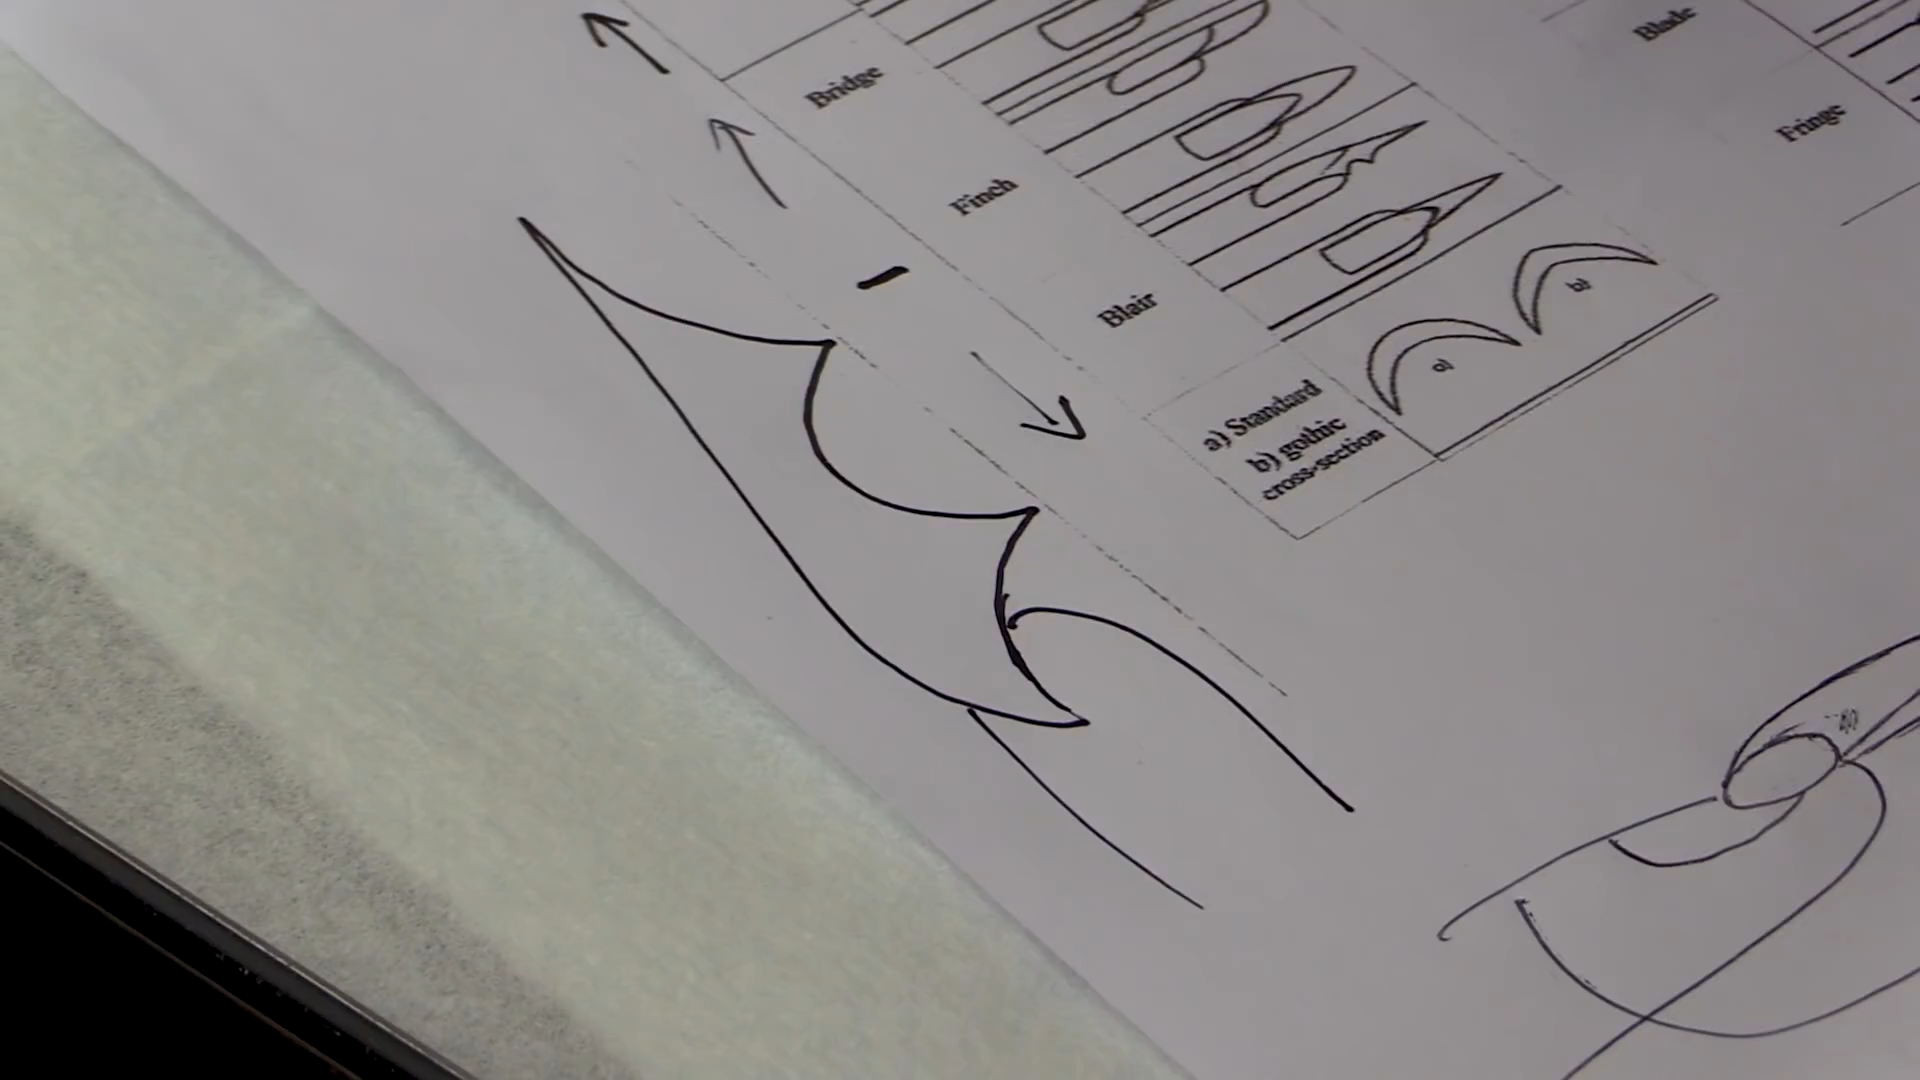 Bridge
Finch
Blair
a) Standard
b) gothic
cross-section
a)
b)
Blade
Fringe